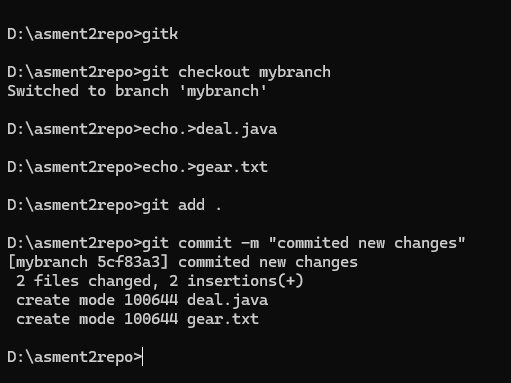 D:\asment2repo>gitk
D:\asment2repo>git checkout mybranch
Switched to branch 'mybranch'
D:\asment2repo>echo.>deal.java
D:\asment2repo>echo.>gear.txt
D:\asment2repo>git add .
D:\asment2repo>git commit -m "commited new changes"
[mybranch 5cf83a3] commited new changes
 2 files changed, 2 insertions(+)
 create mode 100644 deal.java
 create mode 100644 gear.txt
D:\asment2repo>